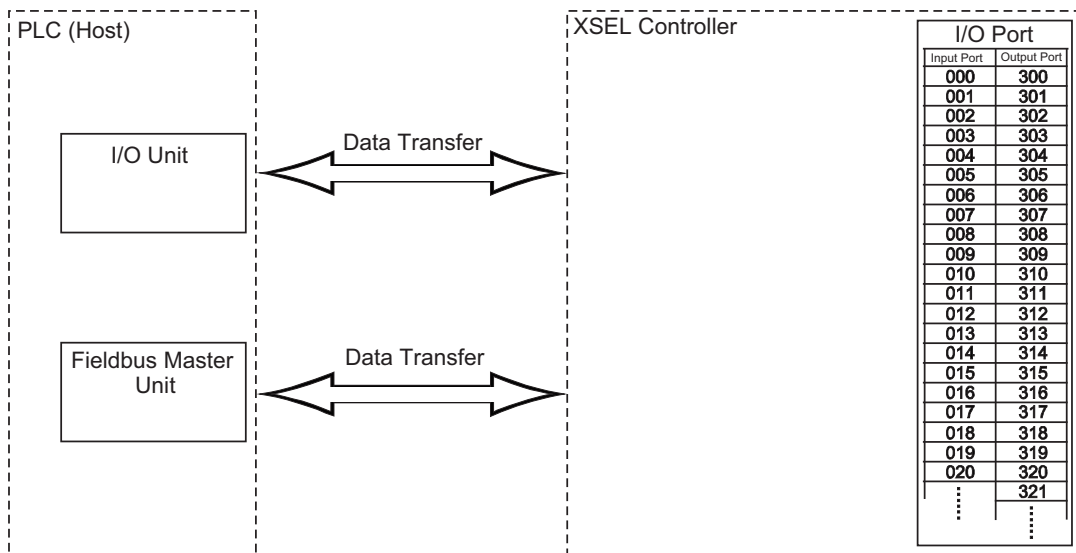 PLC (Host)
XSEL Controller
I/O Unit
Data Transfer
Fieldbus Master
Unit
Data Transfer
I/O Port
Input Port Output Port
000 300
001 301
002 302
003 303
004 304
005 305
006 306
007 307
008 308
009 309
010 310
011 311
012 312
013 313
014 314
015 315
016 316
017 317
018 318
019 319
020 320
321